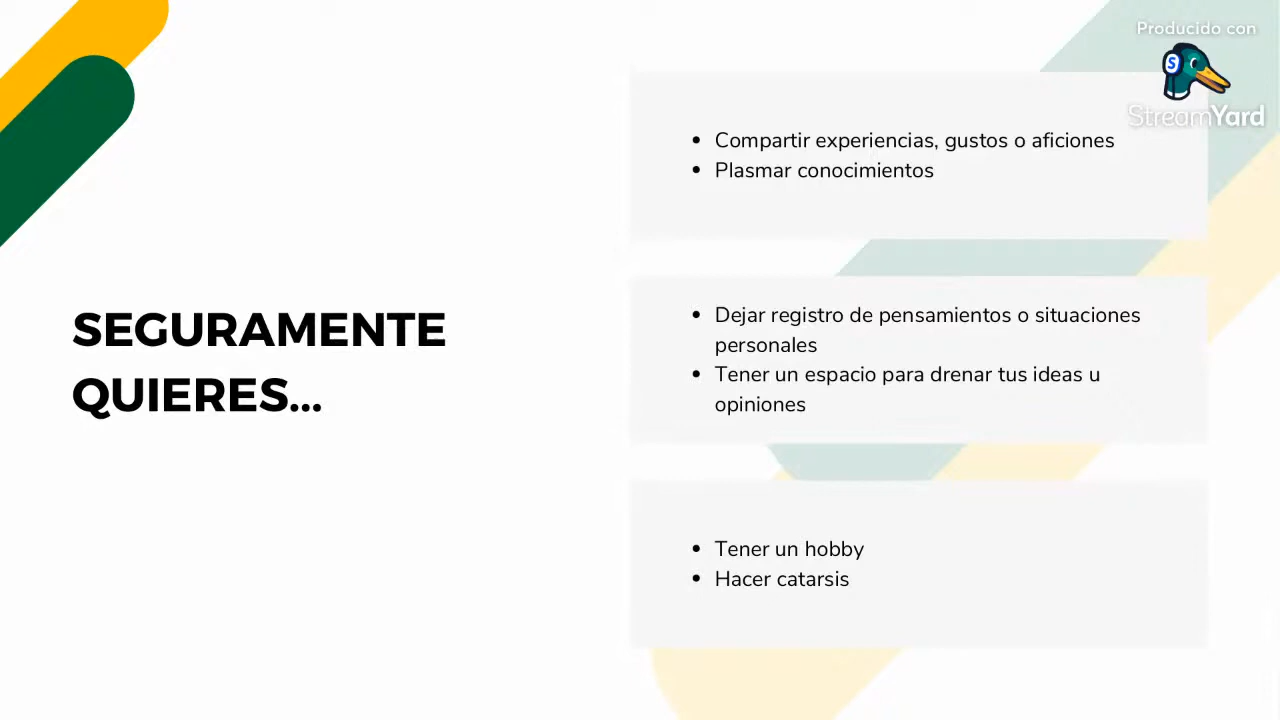 Producido con
StreamYard
SEGURAMENTE
QUIERES...
• Compartir experiencias, gustos o aficiones
• Plasmar conocimientos
• Dejar registro de pensamientos o situaciones
personales
• Tener un espacio para drenar tus ideas u
opiniones
• Tener un hobby
• Hacer catarsis